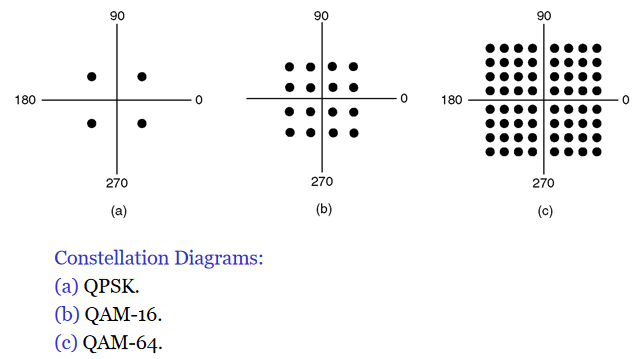 90 90 90
180 0 0 180 0
270 270 270
(a) (b) (c)
Constellation Diagrams:
(a) QPSK.
(b) QAM-16.
(c) QAM-64.